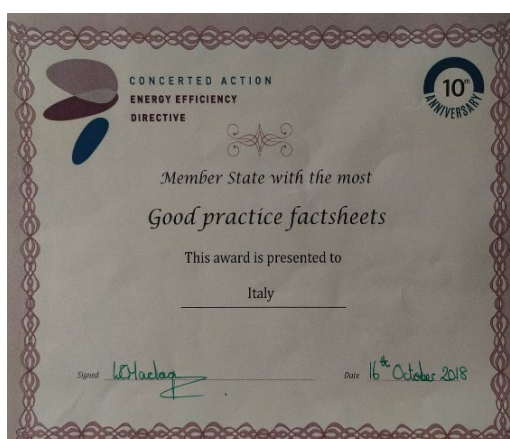 CONCERTED ACTION
ENERGY EFFICIENCY
DIRECTIVE
10th
ANNIVERSARY
Member State with the most
Good practice factsheets
This award is presented to
Italy
Signed
Date 16th October 2018